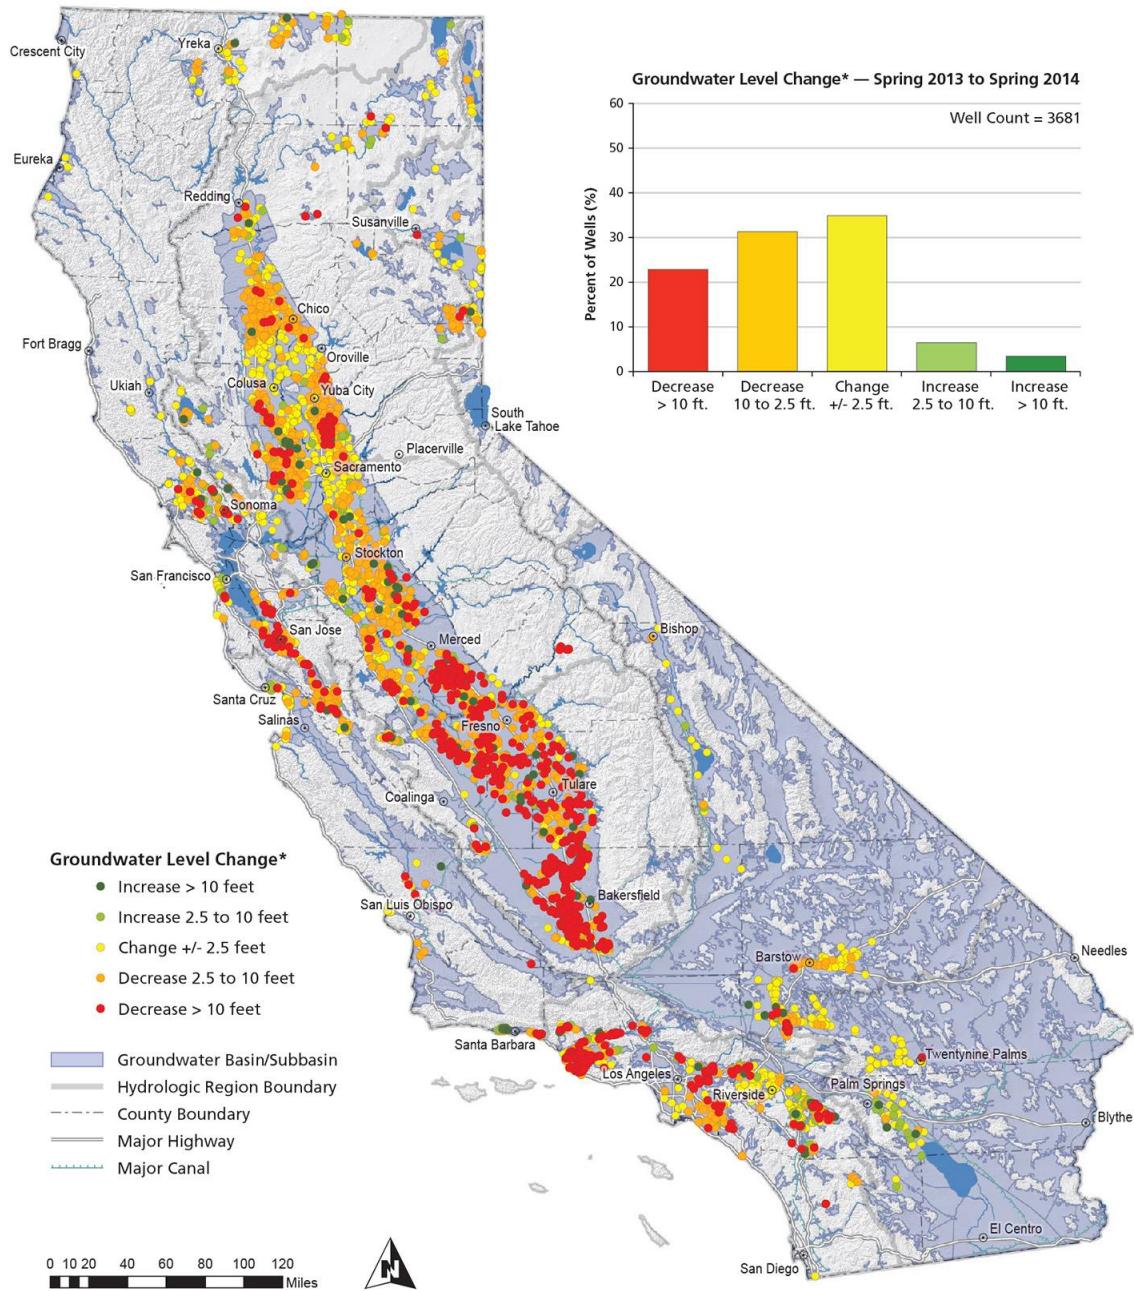 Crescent City
Yreka
Eureka
Redding
Susanville
Chico
Fort Bragg
Oroville
Ukiah
Colusa
Yuba City
South
Lake Tahoe
Placerville
Sacramento
Sonoma
Stockton
San Francisco
San Jose
Merced
Bishop
Santa Cruz
Salinas
Fresno
Tulare
Coalinga
Bakersfield
San Luis Obispo
Barstow
Needles
Santa Barbara
Los Angeles
Twentynine Palms
Palm Springs
Riverside
Blythe
El Centro
San Diego
Groundwater Level Change* — Spring 2013 to Spring 2014
Well Count = 3681
Percent of Wells (%)
60
50
40
30
20
10
0
Decrease
> 10 ft.
Decrease
10 to 2.5 ft.
Change
+/- 2.5 ft.
Increase
2.5 to 10 ft.
Increase
> 10 ft.
Groundwater Level Change*
Increase > 10 feet
Increase 2.5 to 10 feet
Change +/- 2.5 feet
Decrease 2.5 to 10 feet
Decrease > 10 feet
Groundwater Basin/Subbasin
Hydrologic Region Boundary
County Boundary
Major Highway
Major Canal
0 10 20 40 60 80 100 120
Miles
N